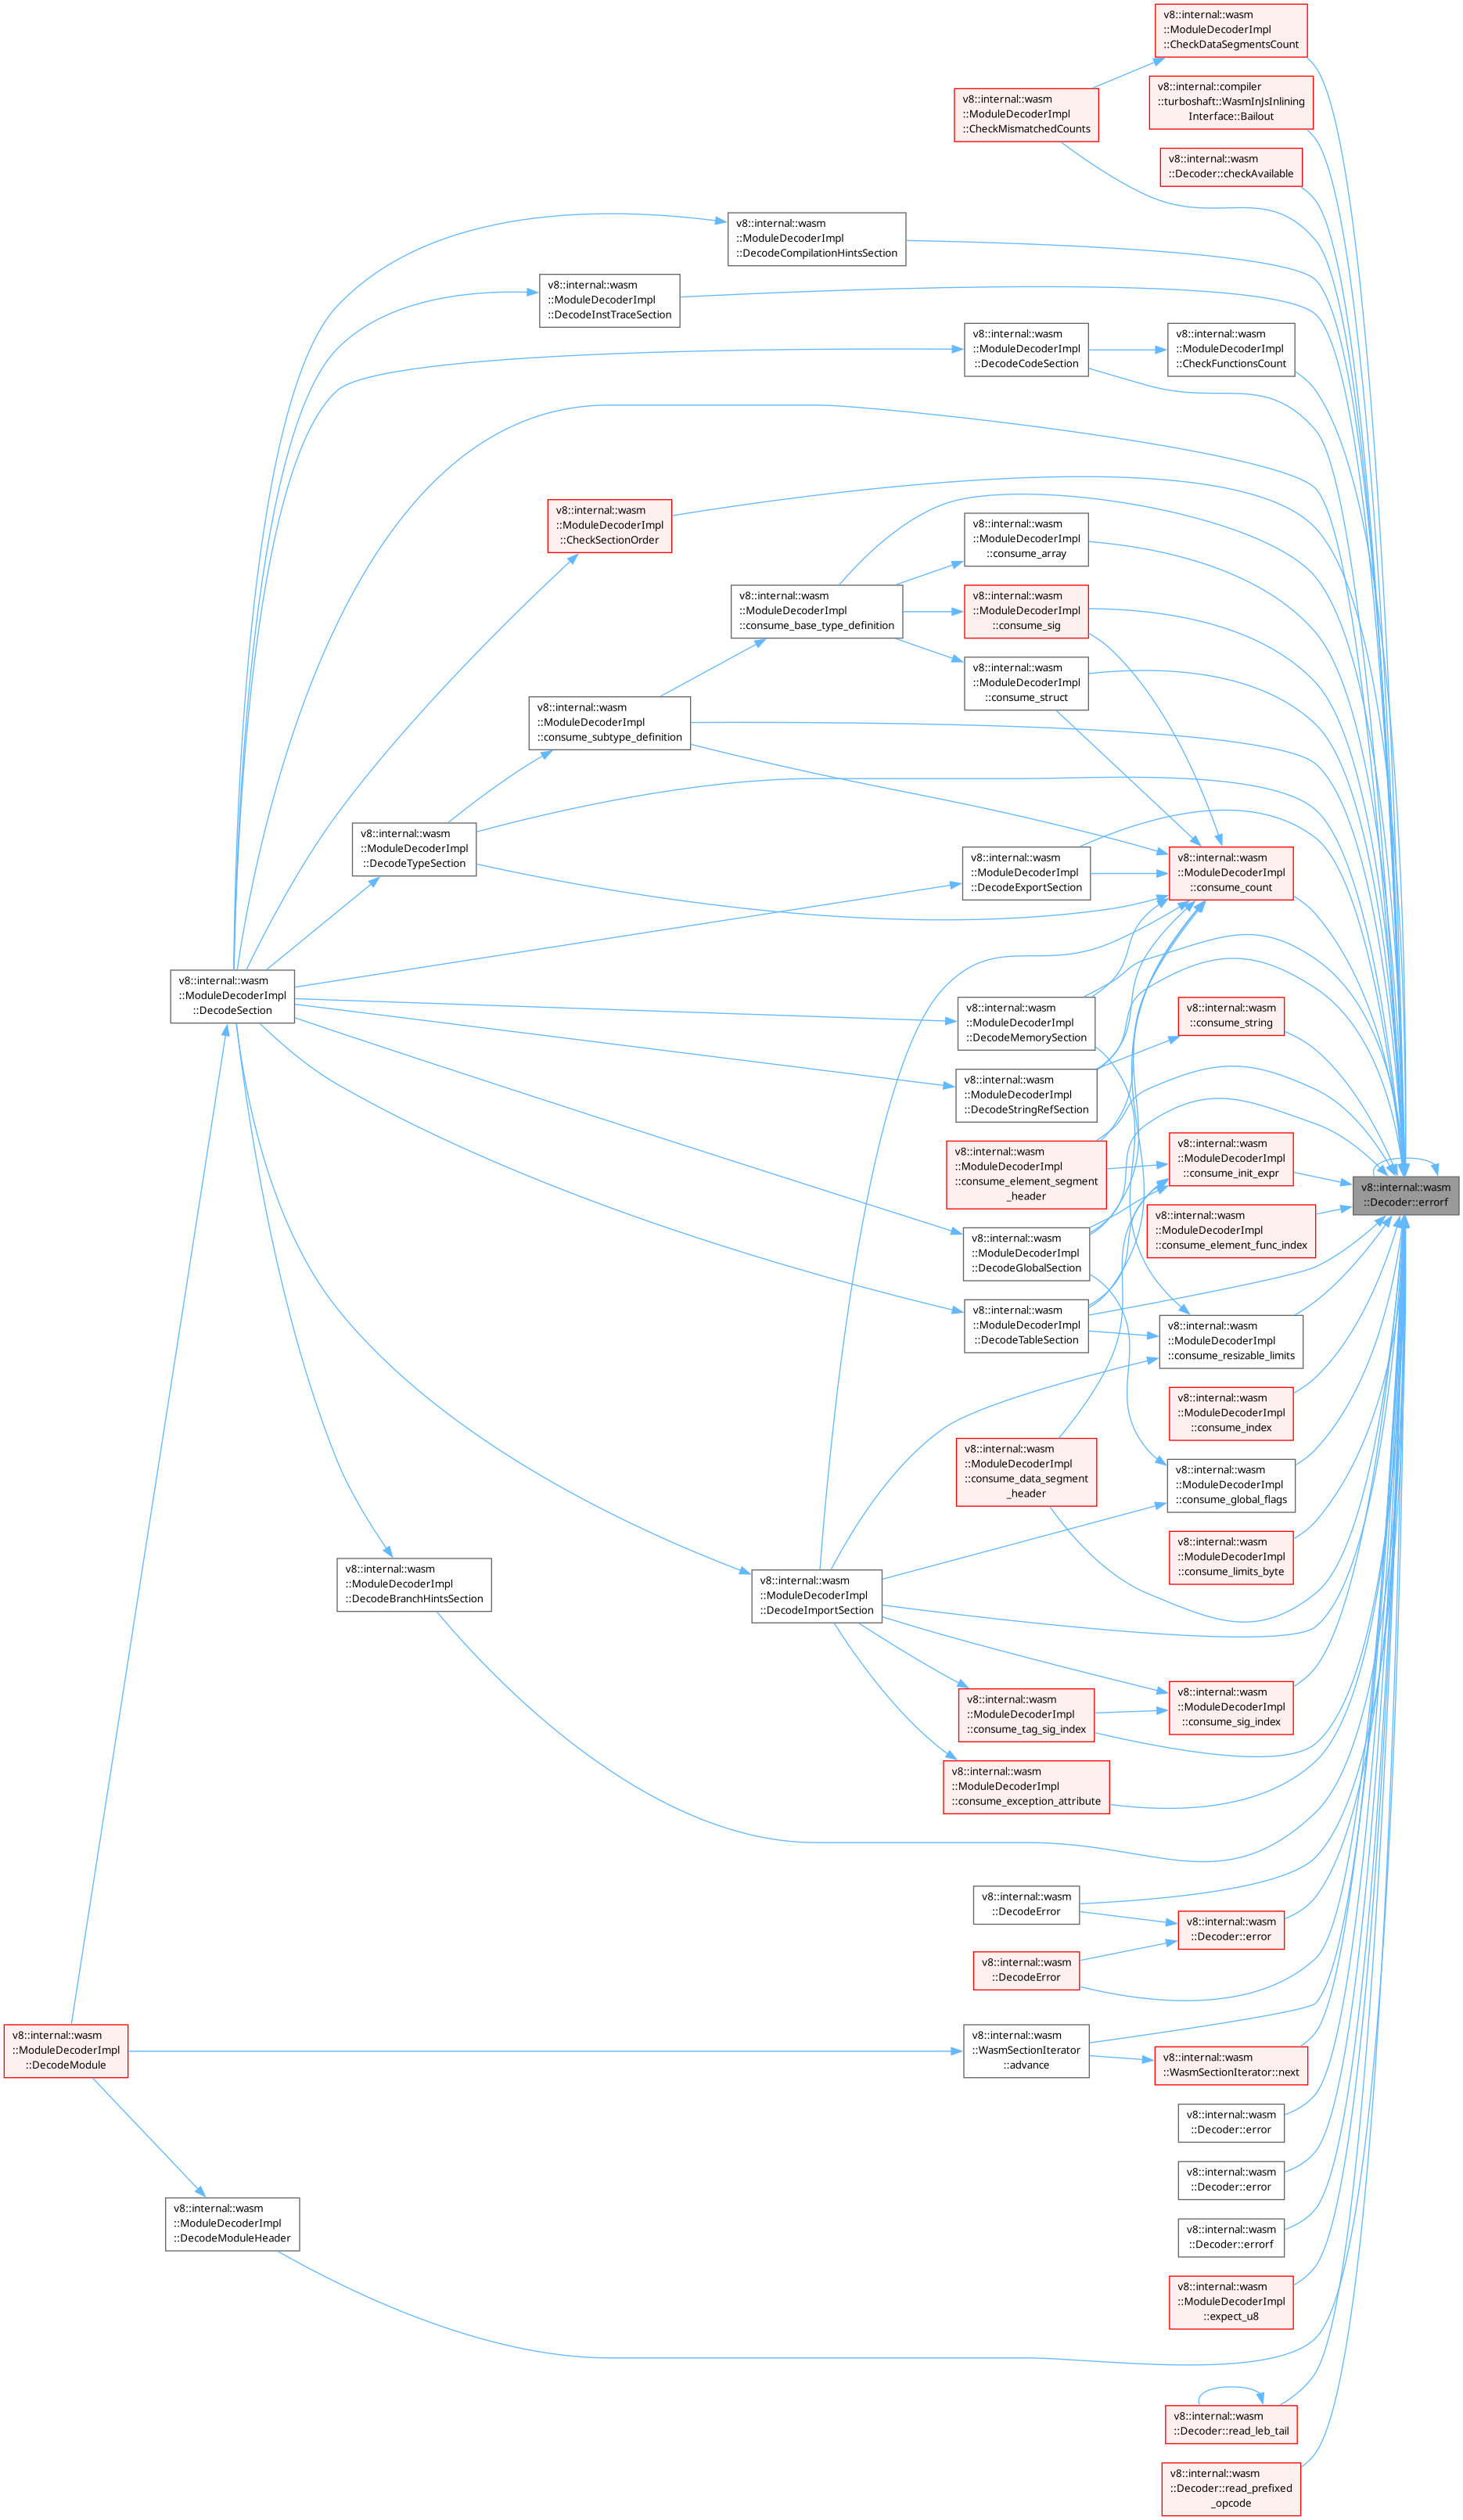 v8::internal::wasm
::ModuleDecoderImpl
::CheckDataSegmentsCount
v8::internal::compiler
::turboshaft::WasmInJsInlining
Interface::Bailout
v8::internal::wasm
::ModuleDecoderImpl
::CheckMismatchedCounts
v8::internal::wasm
::Decoder::checkAvailable
v8::internal::wasm
::ModuleDecoderImpl
::DecodeCompilationHintsSection
v8::internal::wasm
::ModuleDecoderImpl
::DecodeInstTraceSection
v8::internal::wasm
::ModuleDecoderImpl
::DecodeCodeSection
v8::internal::wasm
::ModuleDecoderImpl
::CheckFunctionsCount
v8::internal::wasm
::ModuleDecoderImpl
::CheckSectionOrder
v8::internal::wasm
::ModuleDecoderImpl
::consume_array
v8::internal::wasm
::ModuleDecoderImpl
::consume_base_type_definition
v8::internal::wasm
::ModuleDecoderImpl
::consume_sig
v8::internal::wasm
::ModuleDecoderImpl
::consume_struct
v8::internal::wasm
::ModuleDecoderImpl
::consume_subtype_definition
v8::internal::wasm
::ModuleDecoderImpl
::DecodeTypeSection
v8::internal::wasm
::ModuleDecoderImpl
::DecodeExportSection
v8::internal::wasm
::ModuleDecoderImpl
::consume_count
v8::internal::wasm
::ModuleDecoderImpl
::DecodeSection
v8::internal::wasm
::ModuleDecoderImpl
::DecodeMemorySection
v8::internal::wasm
::consume_string
v8::internal::wasm
::ModuleDecoderImpl
::DecodeStringRefSection
v8::internal::wasm
::ModuleDecoderImpl
::consume_element_segment
_header
v8::internal::wasm
::ModuleDecoderImpl
::consume_init_expr
v8::internal::wasm
::Decoder::errorf
v8::internal::wasm
::ModuleDecoderImpl
::consume_element_func_index
v8::internal::wasm
::ModuleDecoderImpl
::DecodeGlobalSection
v8::internal::wasm
::ModuleDecoderImpl
::DecodeTableSection
v8::internal::wasm
::ModuleDecoderImpl
::consume_resizable_limits
v8::internal::wasm
::ModuleDecoderImpl
::consume_index
v8::internal::wasm
::ModuleDecoderImpl
::consume_data_segment
_header
v8::internal::wasm
::ModuleDecoderImpl
::consume_global_flags
v8::internal::wasm
::ModuleDecoderImpl
::consume_limits_byte
v8::internal::wasm
::ModuleDecoderImpl
::DecodeBranchHintsSection
v8::internal::wasm
::ModuleDecoderImpl
::DecodeImportSection
v8::internal::wasm
::ModuleDecoderImpl
::consume_tag_sig_index
v8::internal::wasm
::ModuleDecoderImpl
::consume_sig_index
v8::internal::wasm
::ModuleDecoderImpl
::consume_exception_attribute
v8::internal::wasm
::DecodeError
v8::internal::wasm
::Decoder::error
v8::internal::wasm
::DecodeError
v8::internal::wasm
::ModuleDecoderImpl
::DecodeModule
v8::internal::wasm
::WasmSectionIterator
::advance
v8::internal::wasm
::WasmSectionIterator::next
v8::internal::wasm
::Decoder::error
v8::internal::wasm
::Decoder::error
v8::internal::wasm
::ModuleDecoderImpl
::DecodeModuleHeader
v8::internal::wasm
::Decoder::errorf
v8::internal::wasm
::ModuleDecoderImpl
::expect_u8
v8::internal::wasm
::Decoder::read_leb_tail
v8::internal::wasm
::Decoder::read_prefixed
_opcode